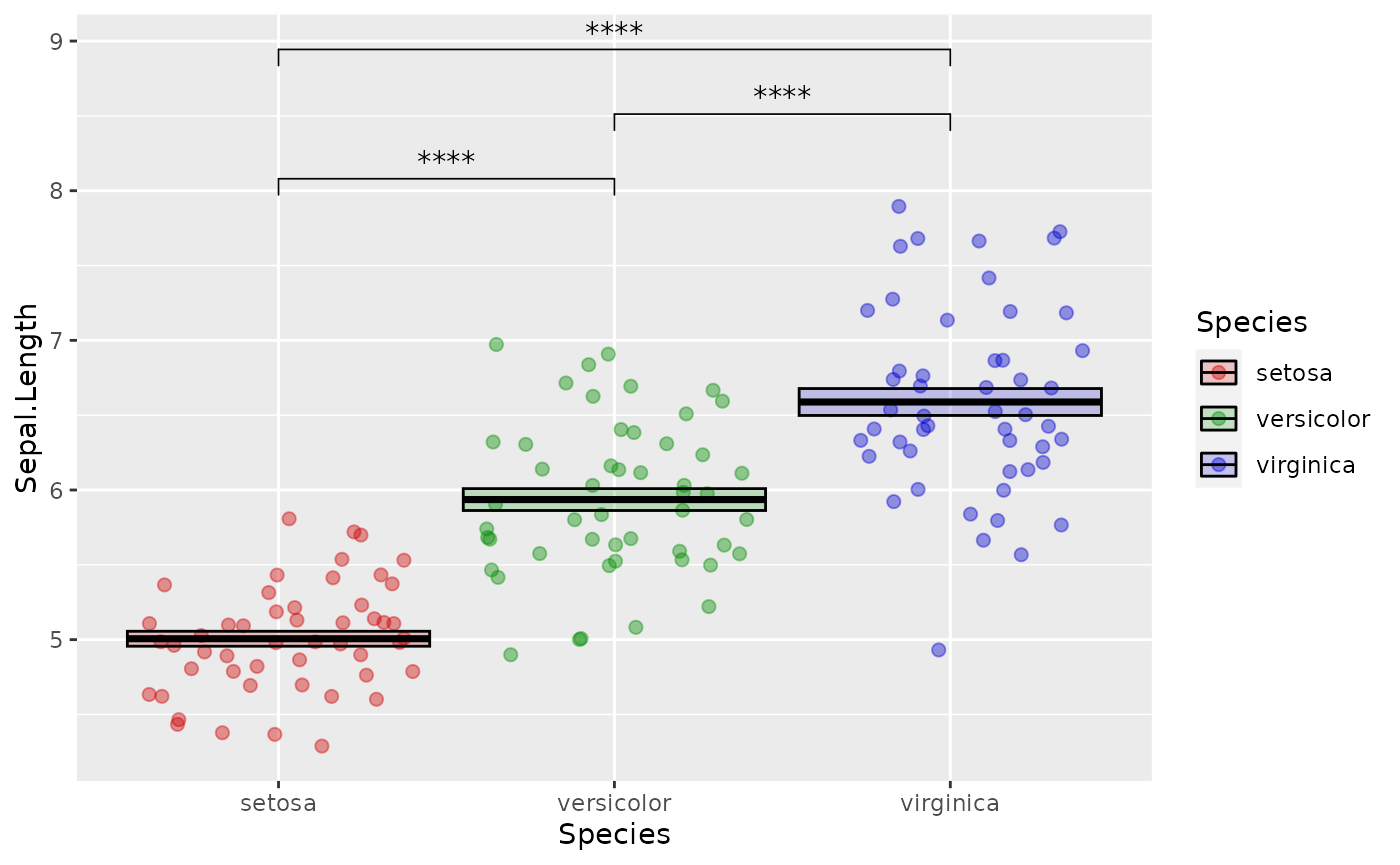 ****
9
****
****
8
7
6
5
Sepal.Length
setosa
versicolor
virginica
Species
Species
setosa
versicolor
virginica